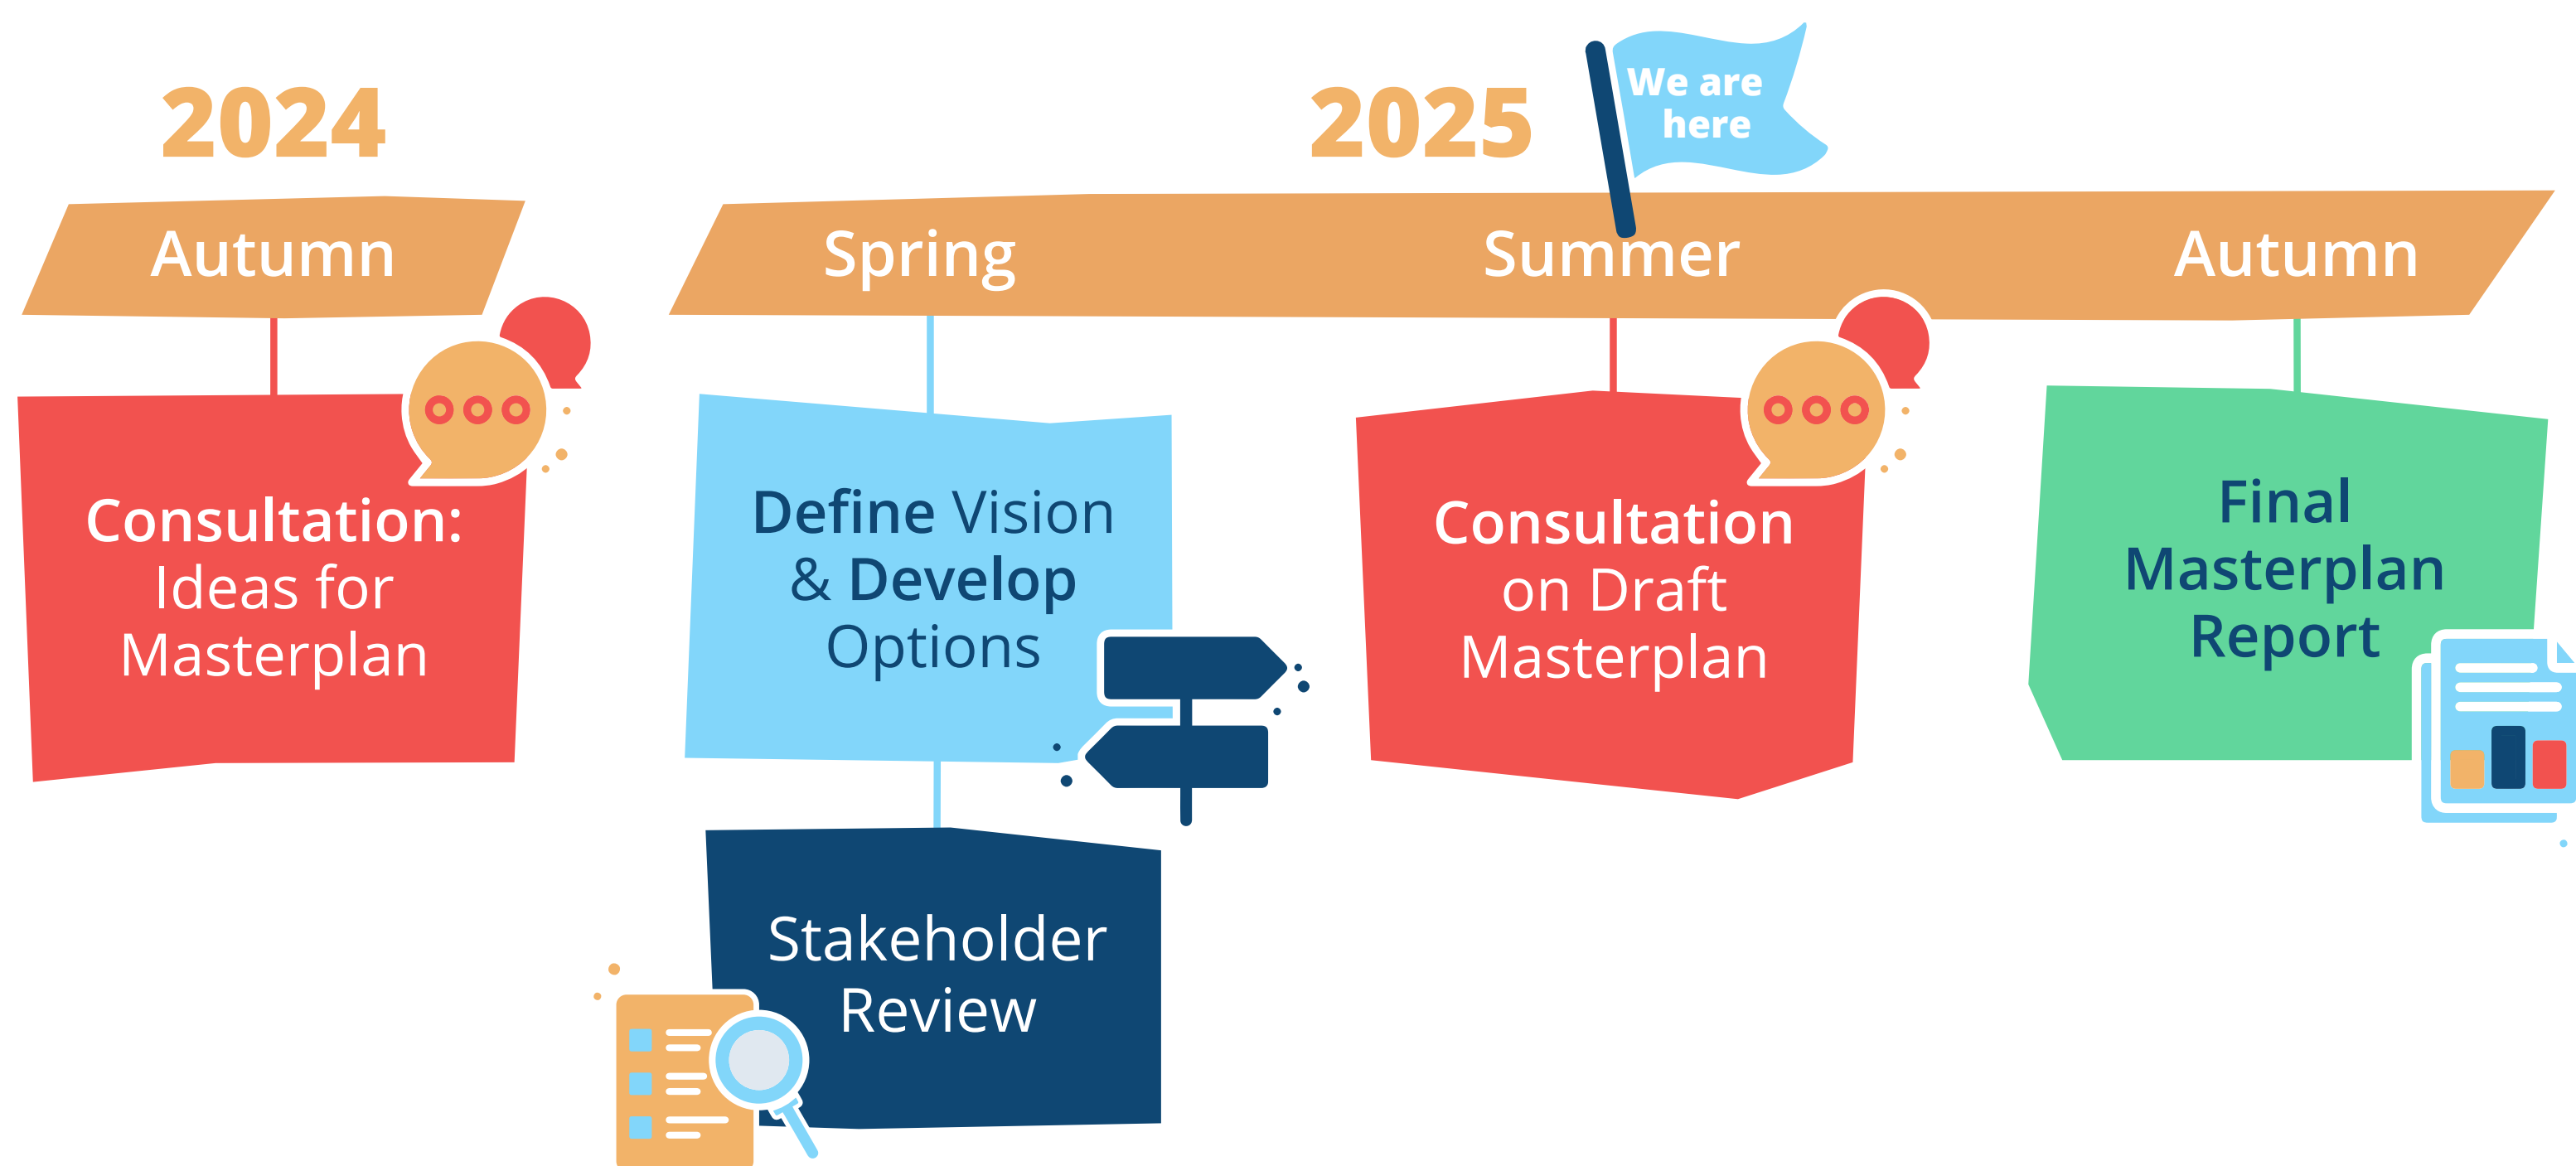 2024
2025
We are
here
Autumn
Spring
Summer
Autumn
Consultation:
Ideas for
Masterplan
Define Vision
& Develop
Options
Stakeholder
Review
Consultation
on Draft
Masterplan
Final
Masterplan
Report